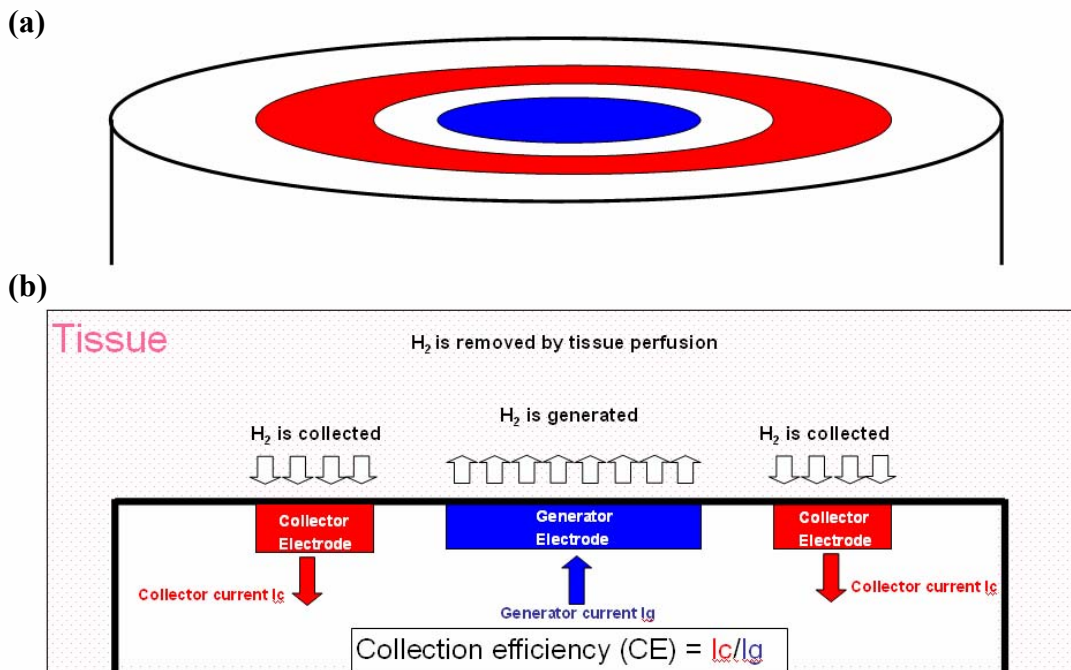 (a)
(b)
Tissue
H₂ is removed by tissue perfusion
H₂ is generated
H₂ is collected
H₂ is collected
Collector
Electrode
Generator
Electrode
Collector
Electrode
Collector current Ic
Generator current Ig
Collector current Ic
Collection efficiency (CE) = Ic/Ig